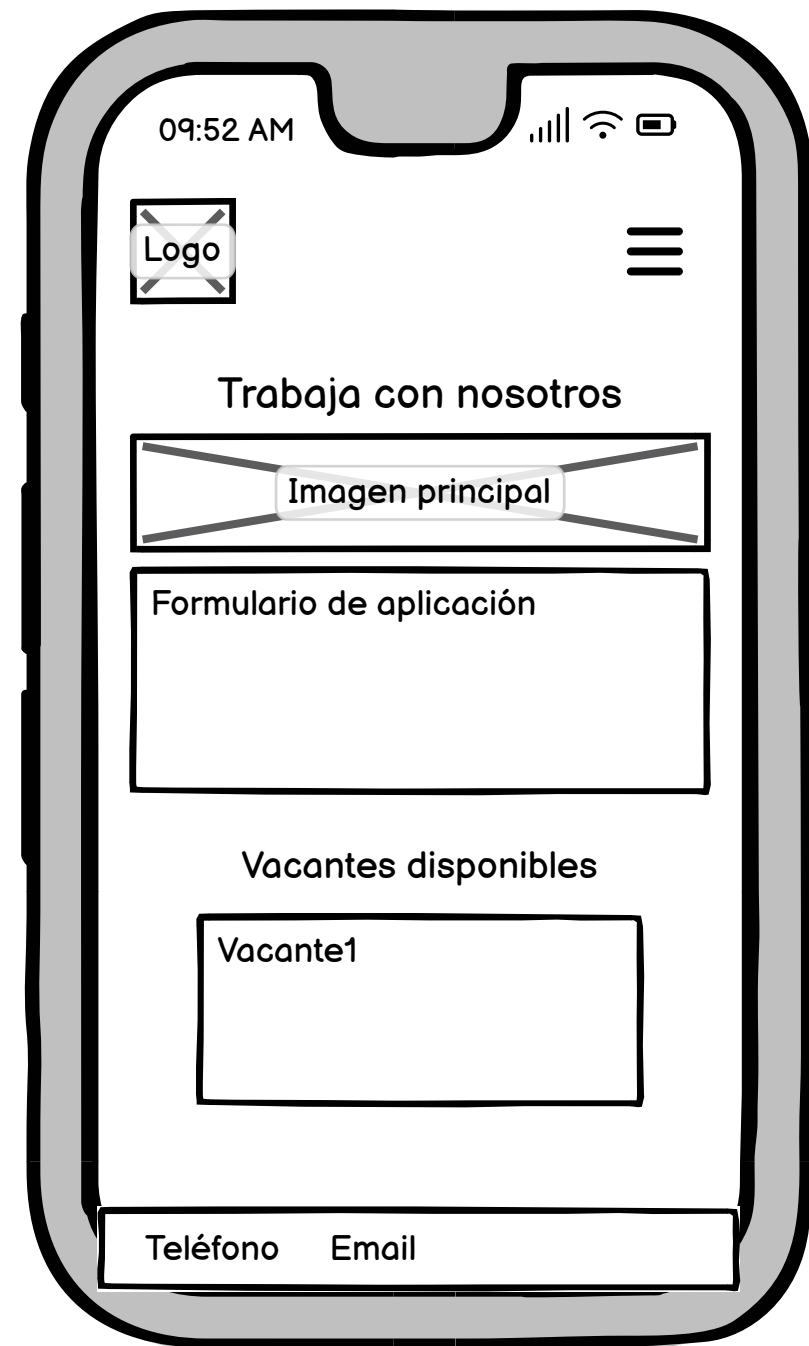 09:52 AM
Logo
Trabaja con nosotros
Imagen principal
Formulario de aplicación
Vacantes disponibles
Vacante1
Teléfono Email